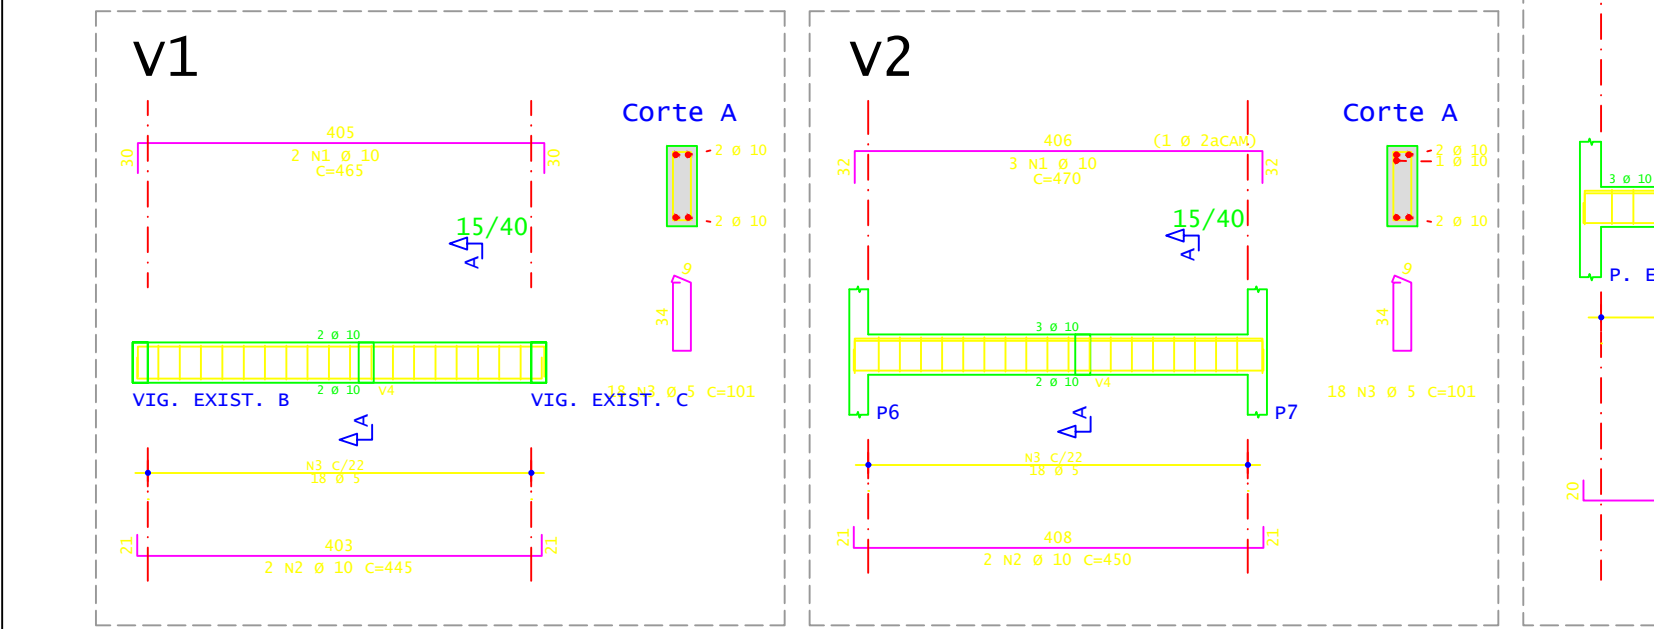 V1
Corte A
405
30
30
2 N1 Ø 10
C=465
2 Ø 10
15/40
A
2 Ø 10
9
34
2 Ø 10
2 Ø 10
V4
18 N3 Ø 5 C=101
VIG. EXIST. B
VIG. EXIST. C
A
N3 C/22
18 Ø 5
21
403
21
2 N2 Ø 10 C=445
V2
Corte A
406
(1 Ø 2aCAM)
32
32
3 N1 Ø 10
C=470
2 Ø 10
1 Ø 10
15/40
A
2 Ø 10
9
34
3 Ø 10
2 Ø 10
V4
18 N3 Ø 5 C=101
P6
P7
A
N3 C/22
18 Ø 5
21
408
21
2 N2 Ø 10 C=450
3 Ø 10
P. E
20